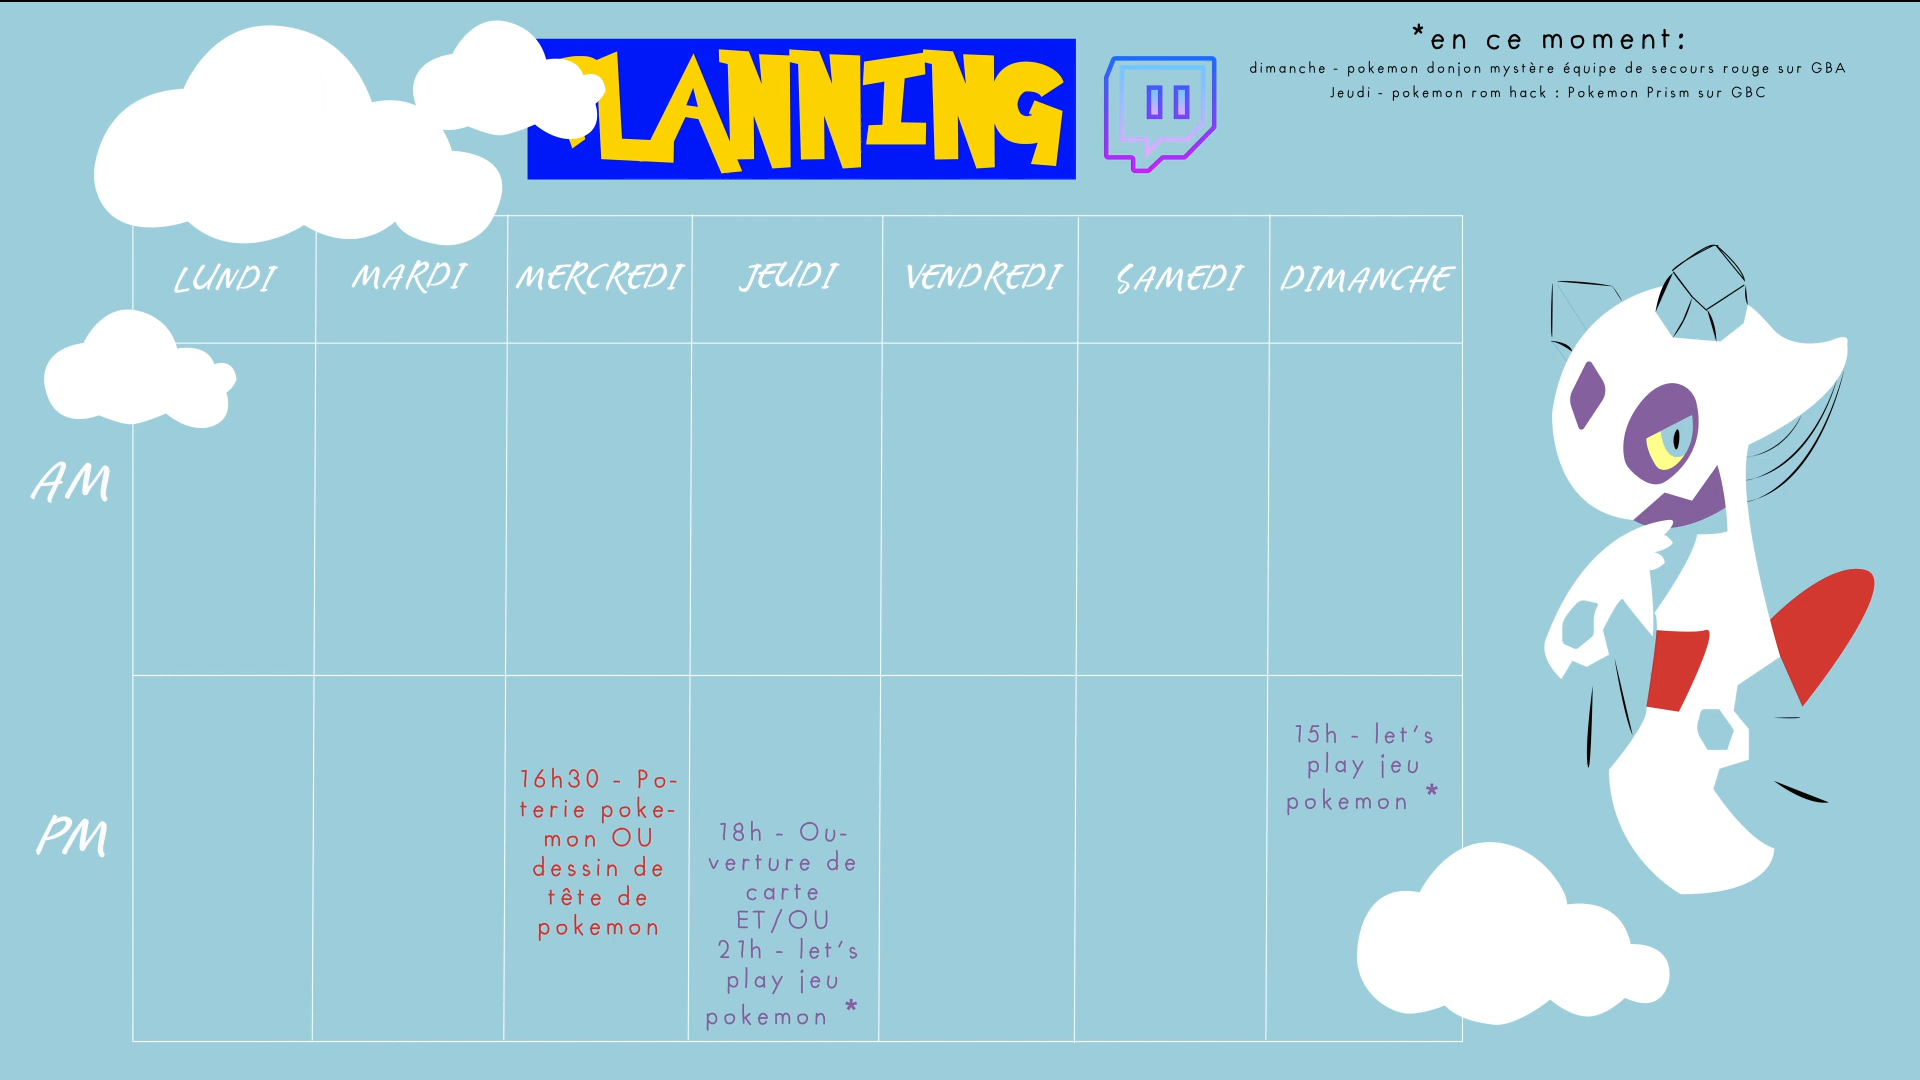 PLANNING
*en ce moment:
dimanche - pokemon donjon mystère équipe de secours rouge sur GBA
Jeudi - pokemon rom hack : Pokemon Prism sur GBC
LUNDI MARDI MERCREDI JEUDI VENDREDI SAMEDI DIMANCHE
AM
PM
16h30 - Po-
terie poke-
mon OU
dessin de
tête de
pokemon
18h - Ou-
verture de
carte
ET/OU
21h - let's
play jeu
pokemon *
15h - let's
play jeu
pokemon *